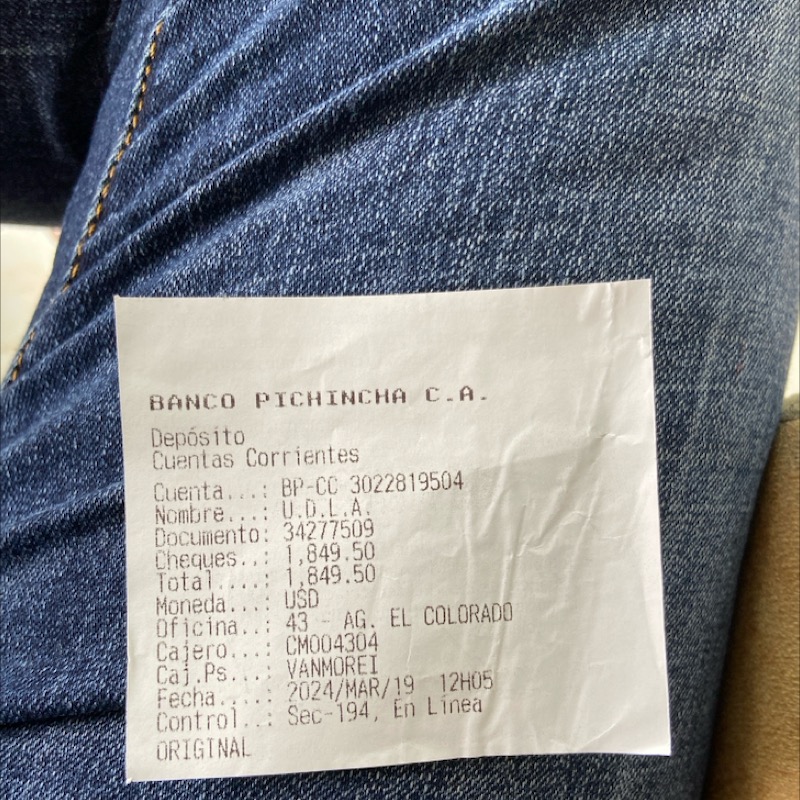 BANCO PICHINCHA C.A.
Depósito
Cuentas Corrientes
Cuenta...: BP-CC 3022819504
Nombre...: U.D.L.A.
Documento: 34277509
Cheques..: 1,849.50
Total....: 1,849.50
Moneda...: USD
Oficina..: 43 - AG. EL COLORADO
Cajero...: CM004304
Caj.Ps...: VANMOREI
Fecha....: 2024/MAR/19 12H05
Control..: Sec-194, En Línea
ORIGINAL